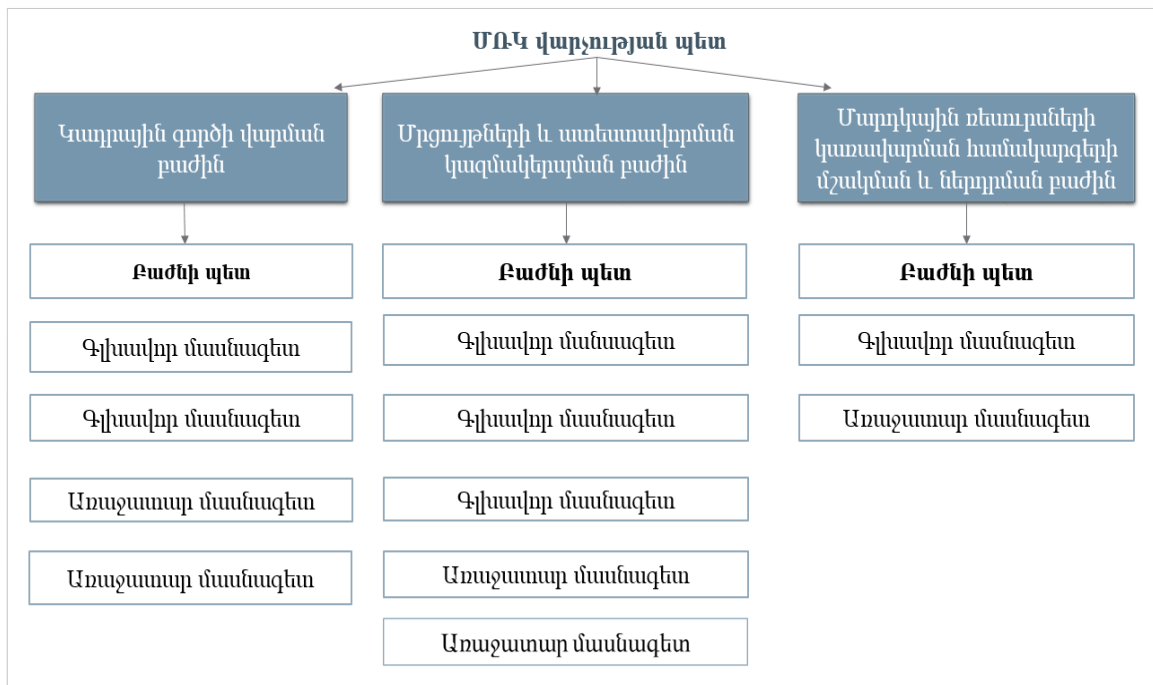 ՄՌԿ վարչության պետ
Կադրային գործի վարման
բաժին
Մրցույթների և ատեստավորման
կազմակերպման բաժին
Մարդկային ռեսուրսների
կառավարման համակարգերի
մշակման և ներդրման բաժին
Բաժնի պետ
Գլխավոր մասնագետ
Գլխավոր մասնագետ
Առաջատար մասնագետ
Առաջատար մասնագետ
Բաժնի պետ
Գլխավոր մանսագետ
Գլխավոր մասնագետ
Գլխավոր մասնագետ
Առաջատար մասնագետ
Առաջատար մասնագետ
Բաժնի պետ
Գլխավոր մասնագետ
Առաջատար մասնագետ